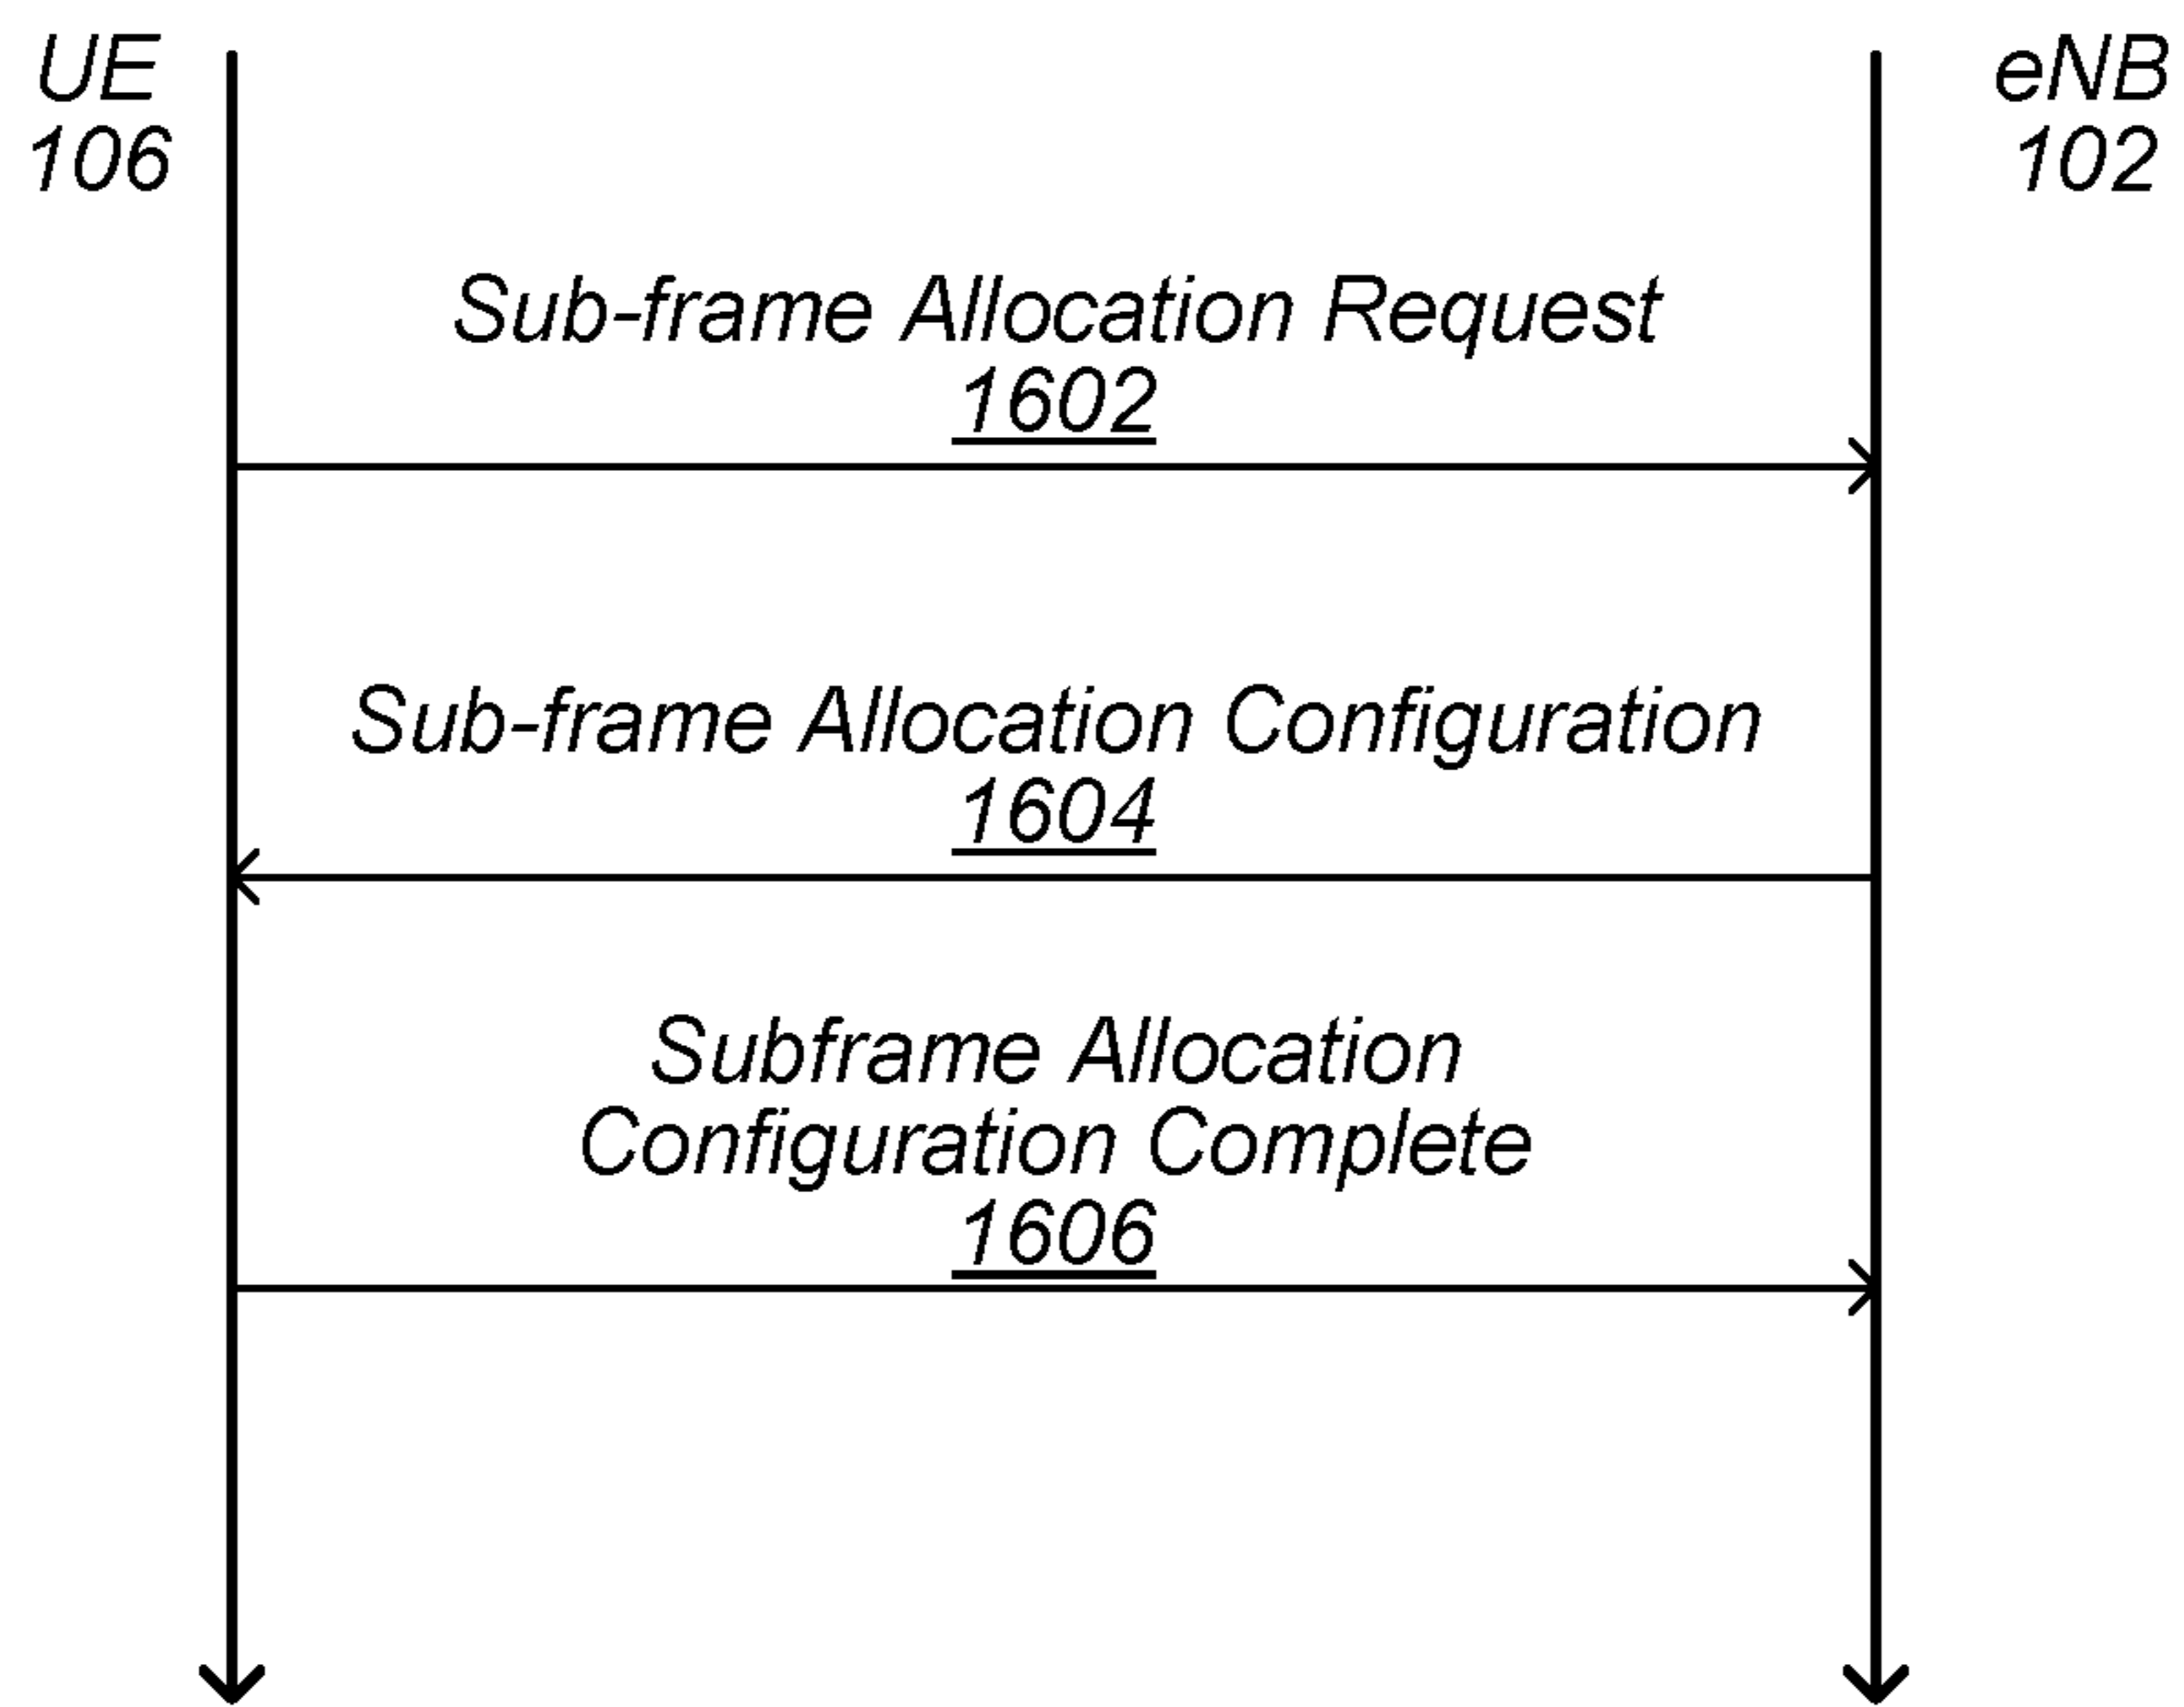 UE
106
eNB
102
Sub-frame Allocation Request
1602
Sub-frame Allocation Configuration
1604
Subframe Allocation
Configuration Complete
1606